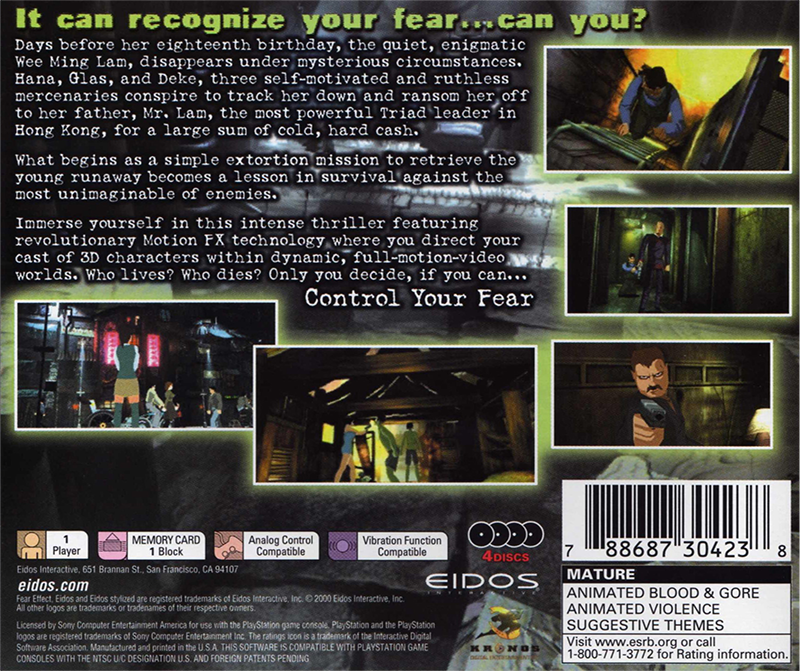 It can recognize your fear...can you?
Days before her eighteenth birthday, the quiet, enigmatic
Wee Ming Lam, disappears under mysterious circumstances.
Hana, Glas, and Deke, three self-motivated and ruthless
mercenaries conspire to track her down and ransom her off
to her father, Mr. Lam, the most powerful Triad leader in
Hong Kong, for a large sum of cold, hard cash.
What begins as a simple extortion mission to retrieve the
young runaway becomes a lesson in survival against the
most unimaginable of enemies.
Immerse yourself in this intense thriller featuring
revolutionary Motion FX technology where you direct your
cast of 3D characters within dynamic, full-motion-video
worlds. Who lives? Who dies? Only you decide, if you can...
Control Your Fear
1
Player
MEMORY CARD
1 Block
Analog Control
Compatible
Vibration Function
Compatible
4 DISCS
Eidos Interactive, 651 Brannan St., San Francisco, CA 94107
eidos.com
Fear Effect, Eidos and Eidos stylized are registered trademarks of Eidos Interactive, Inc. © 2000 Eidos Interactive, Inc.
All other logos are trademarks or tradenames of their respective owners.
Licensed by Sony Computer Entertainment America for use with the PlayStation game console. PlayStation and the PlayStation
logos are registered trademarks of Sony Computer Entertainment Inc. The ratings icon is a trademark of the Interactive Digital
Software Association. Manufactured and printed in the U.S.A. THIS SOFTWARE IS COMPATIBLE WITH PLAYSTATION GAME
CONSOLES WITH THE NTSC U/C DESIGNATION U.S. AND FOREIGN PATENTS PENDING
EIDOS
INTERACTIVE
KRONOS
7 88687 30423 8
MATURE
ANIMATED BLOOD & GORE
ANIMATED VIOLENCE
SUGGESTIVE THEMES
Visit www.esrb.org or call
1-800-771-3772 for Rating information.